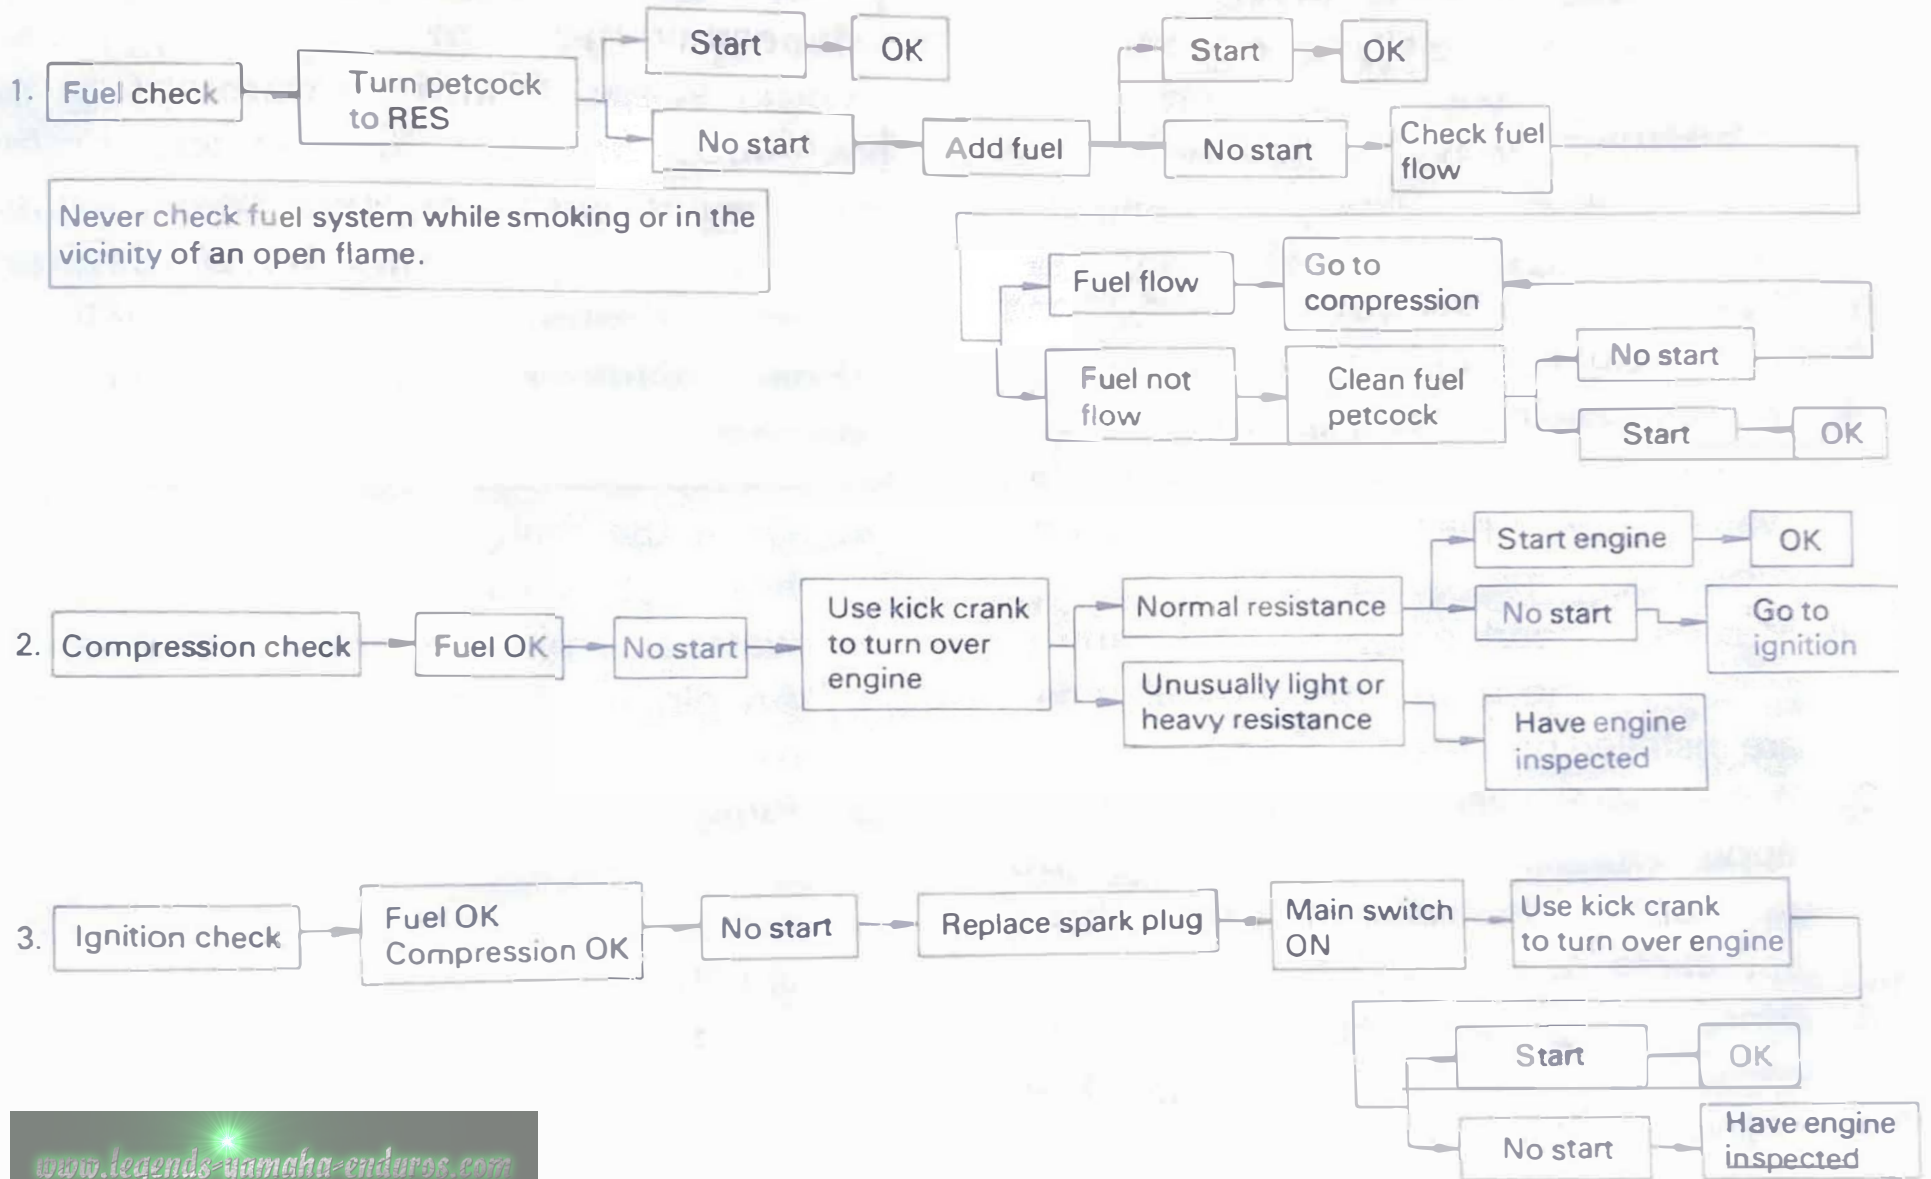 1. Fuel check
Turn petcock
to RES
Start
OK
No start
Add fuel
Start
OK
No start
Check fuel
flow
Never check fuel system while smoking or in the
vicinity of an open flame.
Fuel flow
Go to
compression
Fuel not
flow
Clean fuel
petcock
No start
Start
OK
2. Compression check
Fuel OK
No start
Use kick crank
to turn over
engine
Normal resistance
Start engine
OK
No start
Go to
ignition
Unusually light or
heavy resistance
Have engine
inspected
3. Ignition check
Fuel OK
Compression OK
No start
Replace spark plug
Main switch
ON
Use kick crank
to turn over engine
Start
OK
No start
Have engine
inspected
www.legends-yamaha-enduros.com